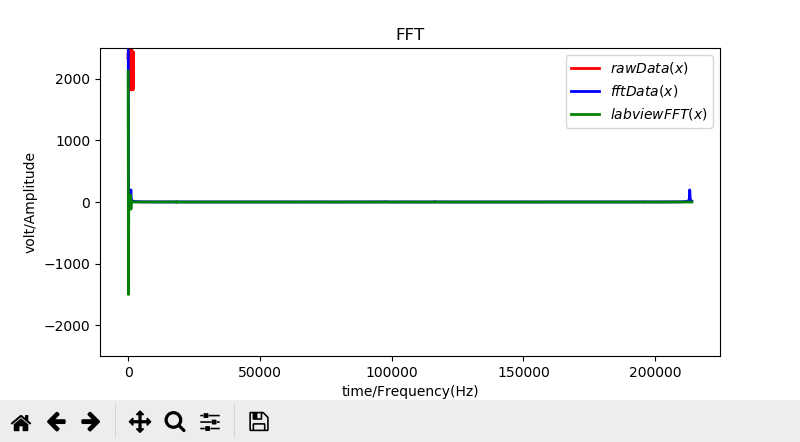 FFT
rawData(x)
fftData(x)
labviewFFT(x)
volt/Amplitude
2000
1000
0
−1000
−2000
0
50000
100000
150000
200000
time/Frequency(Hz)